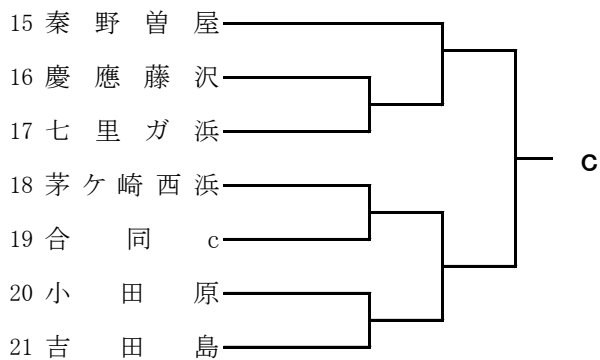 15 秦野曽屋
16 慶應藤沢
17 七里ガ浜
18 茅ケ崎西浜
C
19 合同c
20 小田原
21 吉田島